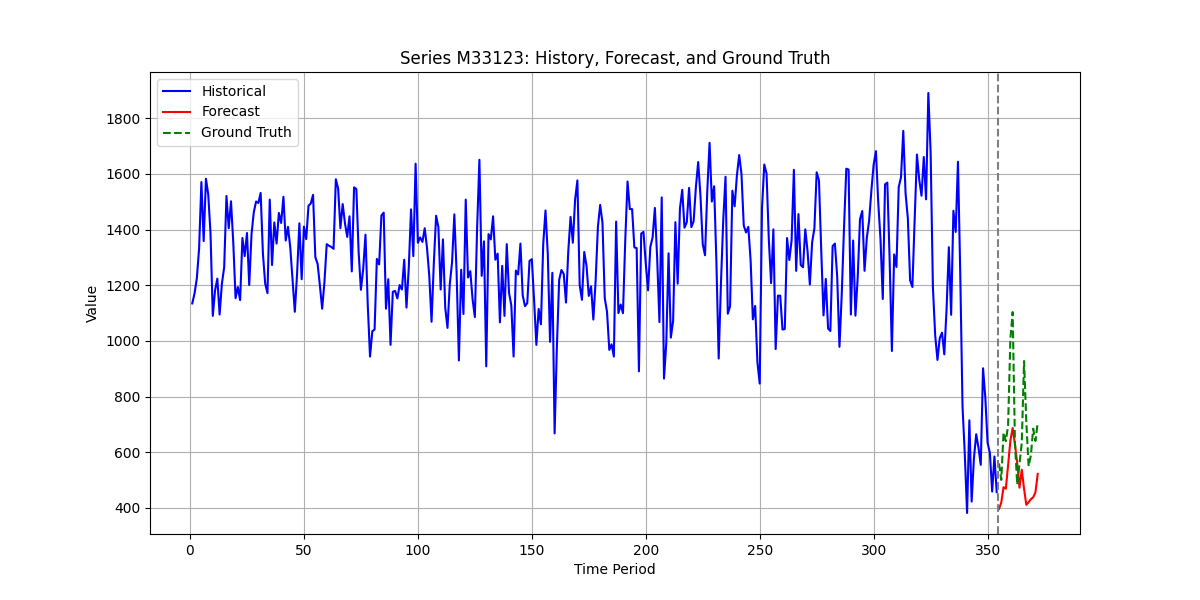 Series M33123: History, Forecast, and Ground Truth
Historical
Forecast
Ground Truth
Value
1800
1600
1400
1200
1000
800
600
400
0 50 100 150 200 250 300 350
Time Period